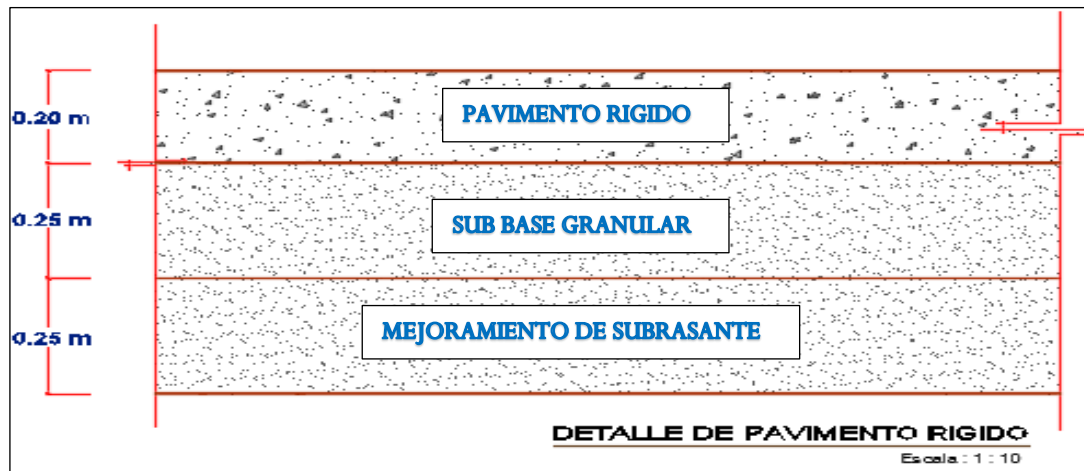 0.20 m
PAVIMENTO RIGIDO
0.25 m
SUB BASE GRANULAR
0.25 m
MEJORAMIENTO DE SUBRASANTE
DETALLE DE PAVIMENTO RIGIDO
Escala : 1 : 10